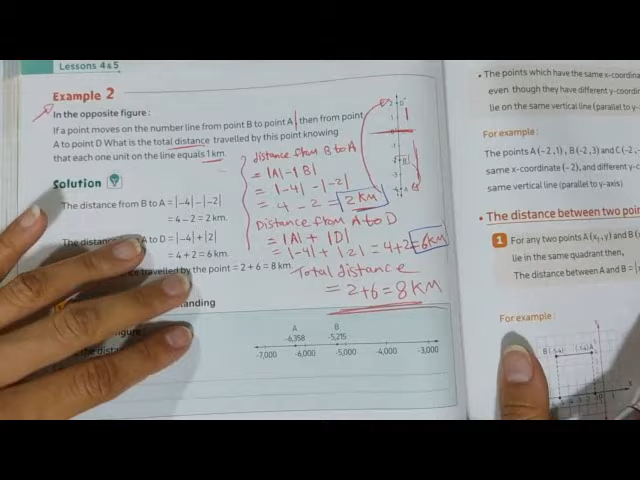 Lessons 4 & 5
Example 2
In the opposite figure :
If a point moves on the number line from point B to point A, then from point
A to point D What is the total distance travelled by this point knowing
that each one unit on the line equals 1 km.
Solution
The distance from B to A = |-4| - |-2|
= 4 - 2 = 2 km.
to D = |-4| + |2|
= 4 + 2 = 6 km.
travelled by the point = 2 + 6 = 8 km.
distance from B to A
= |A| - |B|
= |-4| - |-2|
= 4 - 2 = 2 KM
Distance from A to D
= |A| + |D|
= |-4| + |2| = 4+2 = 6KM
Total distance
= 2+6 = 8 KM
A
B
-6,358
-5,215
-7,000
-6,000
-5,000
-4,000
-3,000
• The points which have the same x-coordina
even though they have different y-coordi
lie on the same vertical line (parallel to y-
For example :
The points A (-2 ,1) , B (-2 ,3) and C (-2 ,-
same x-coordinate (-2), and different y-c
same vertical line (parallel to y-axis)
• The distance between two poin
1 For any two points A (x₁, y) and B (x
lie in the same quadrant then,
The distance between A and B = |x
For example :